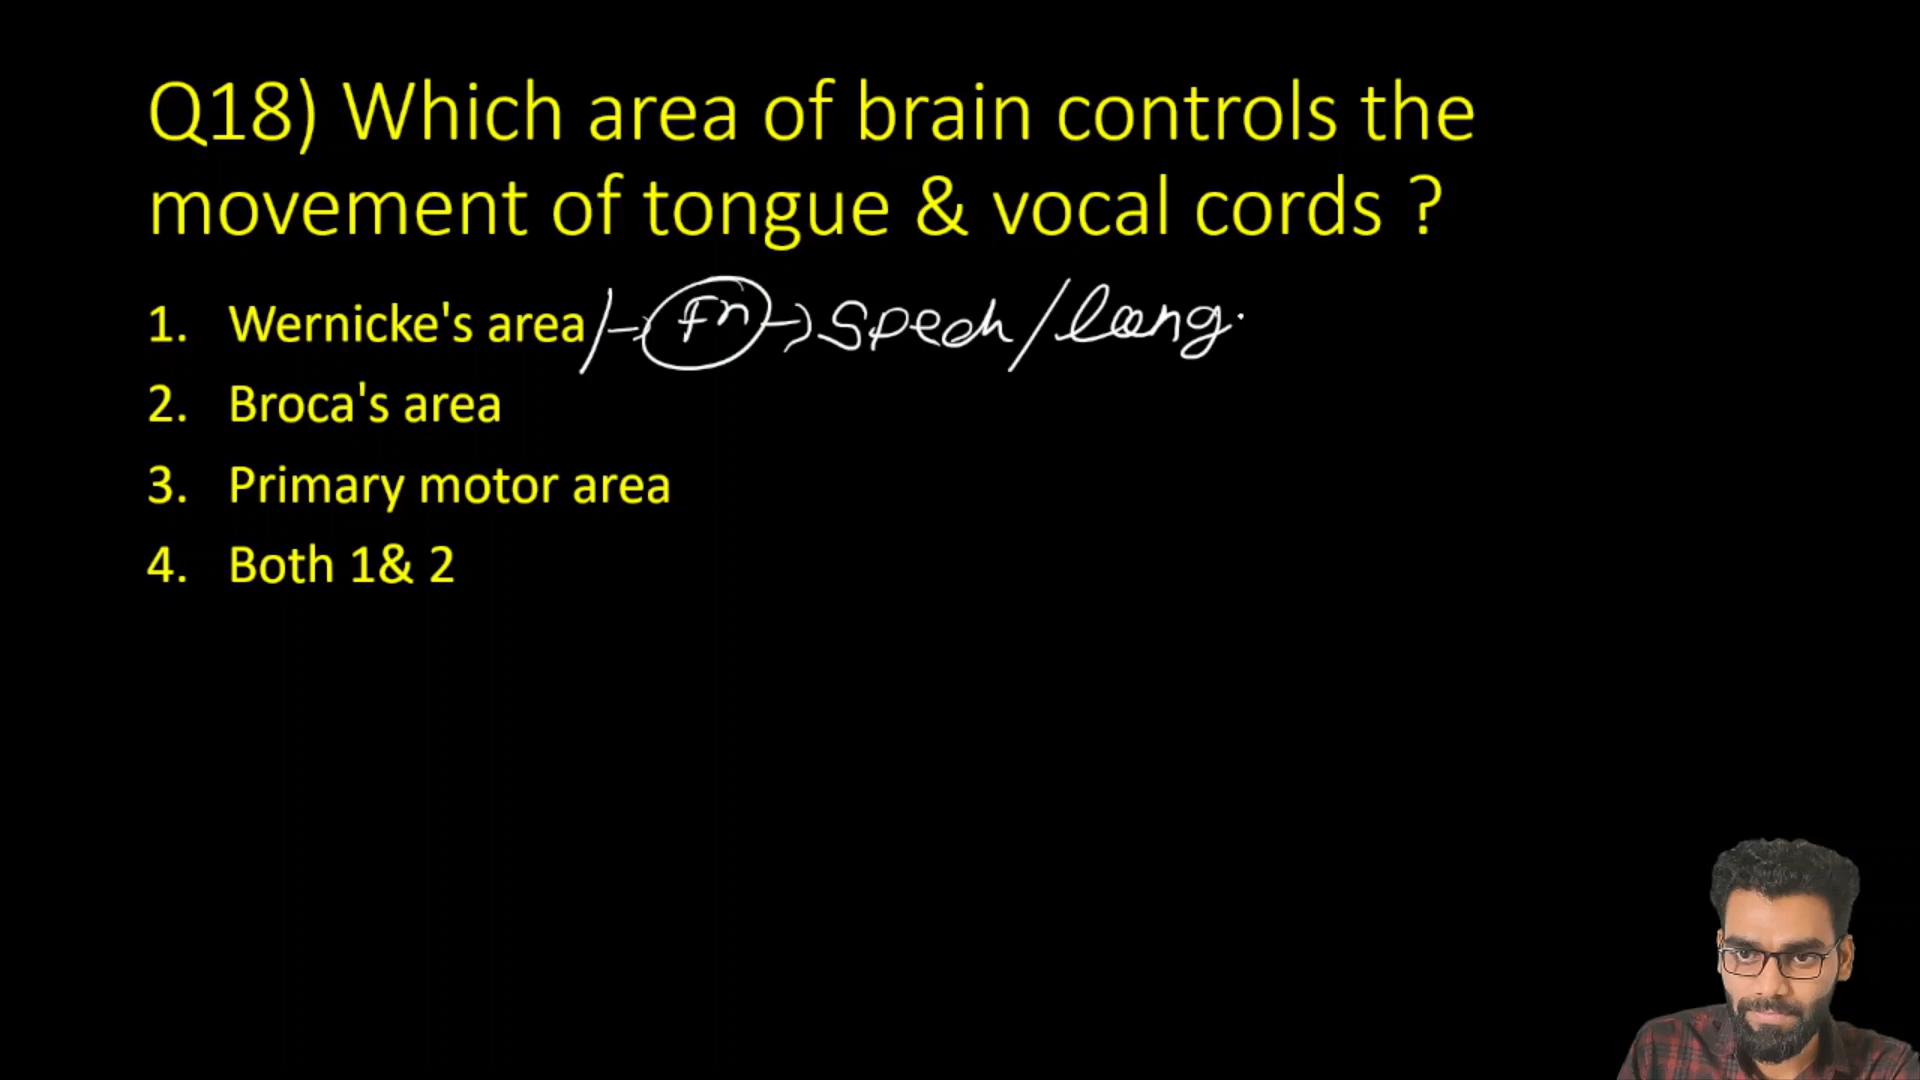 Q18) Which area of brain controls the
movement of tongue & vocal cords ?
1. Wernicke's area /→ Fn → Spech/lang.
2. Broca's area
3. Primary motor area
4. Both 1& 2